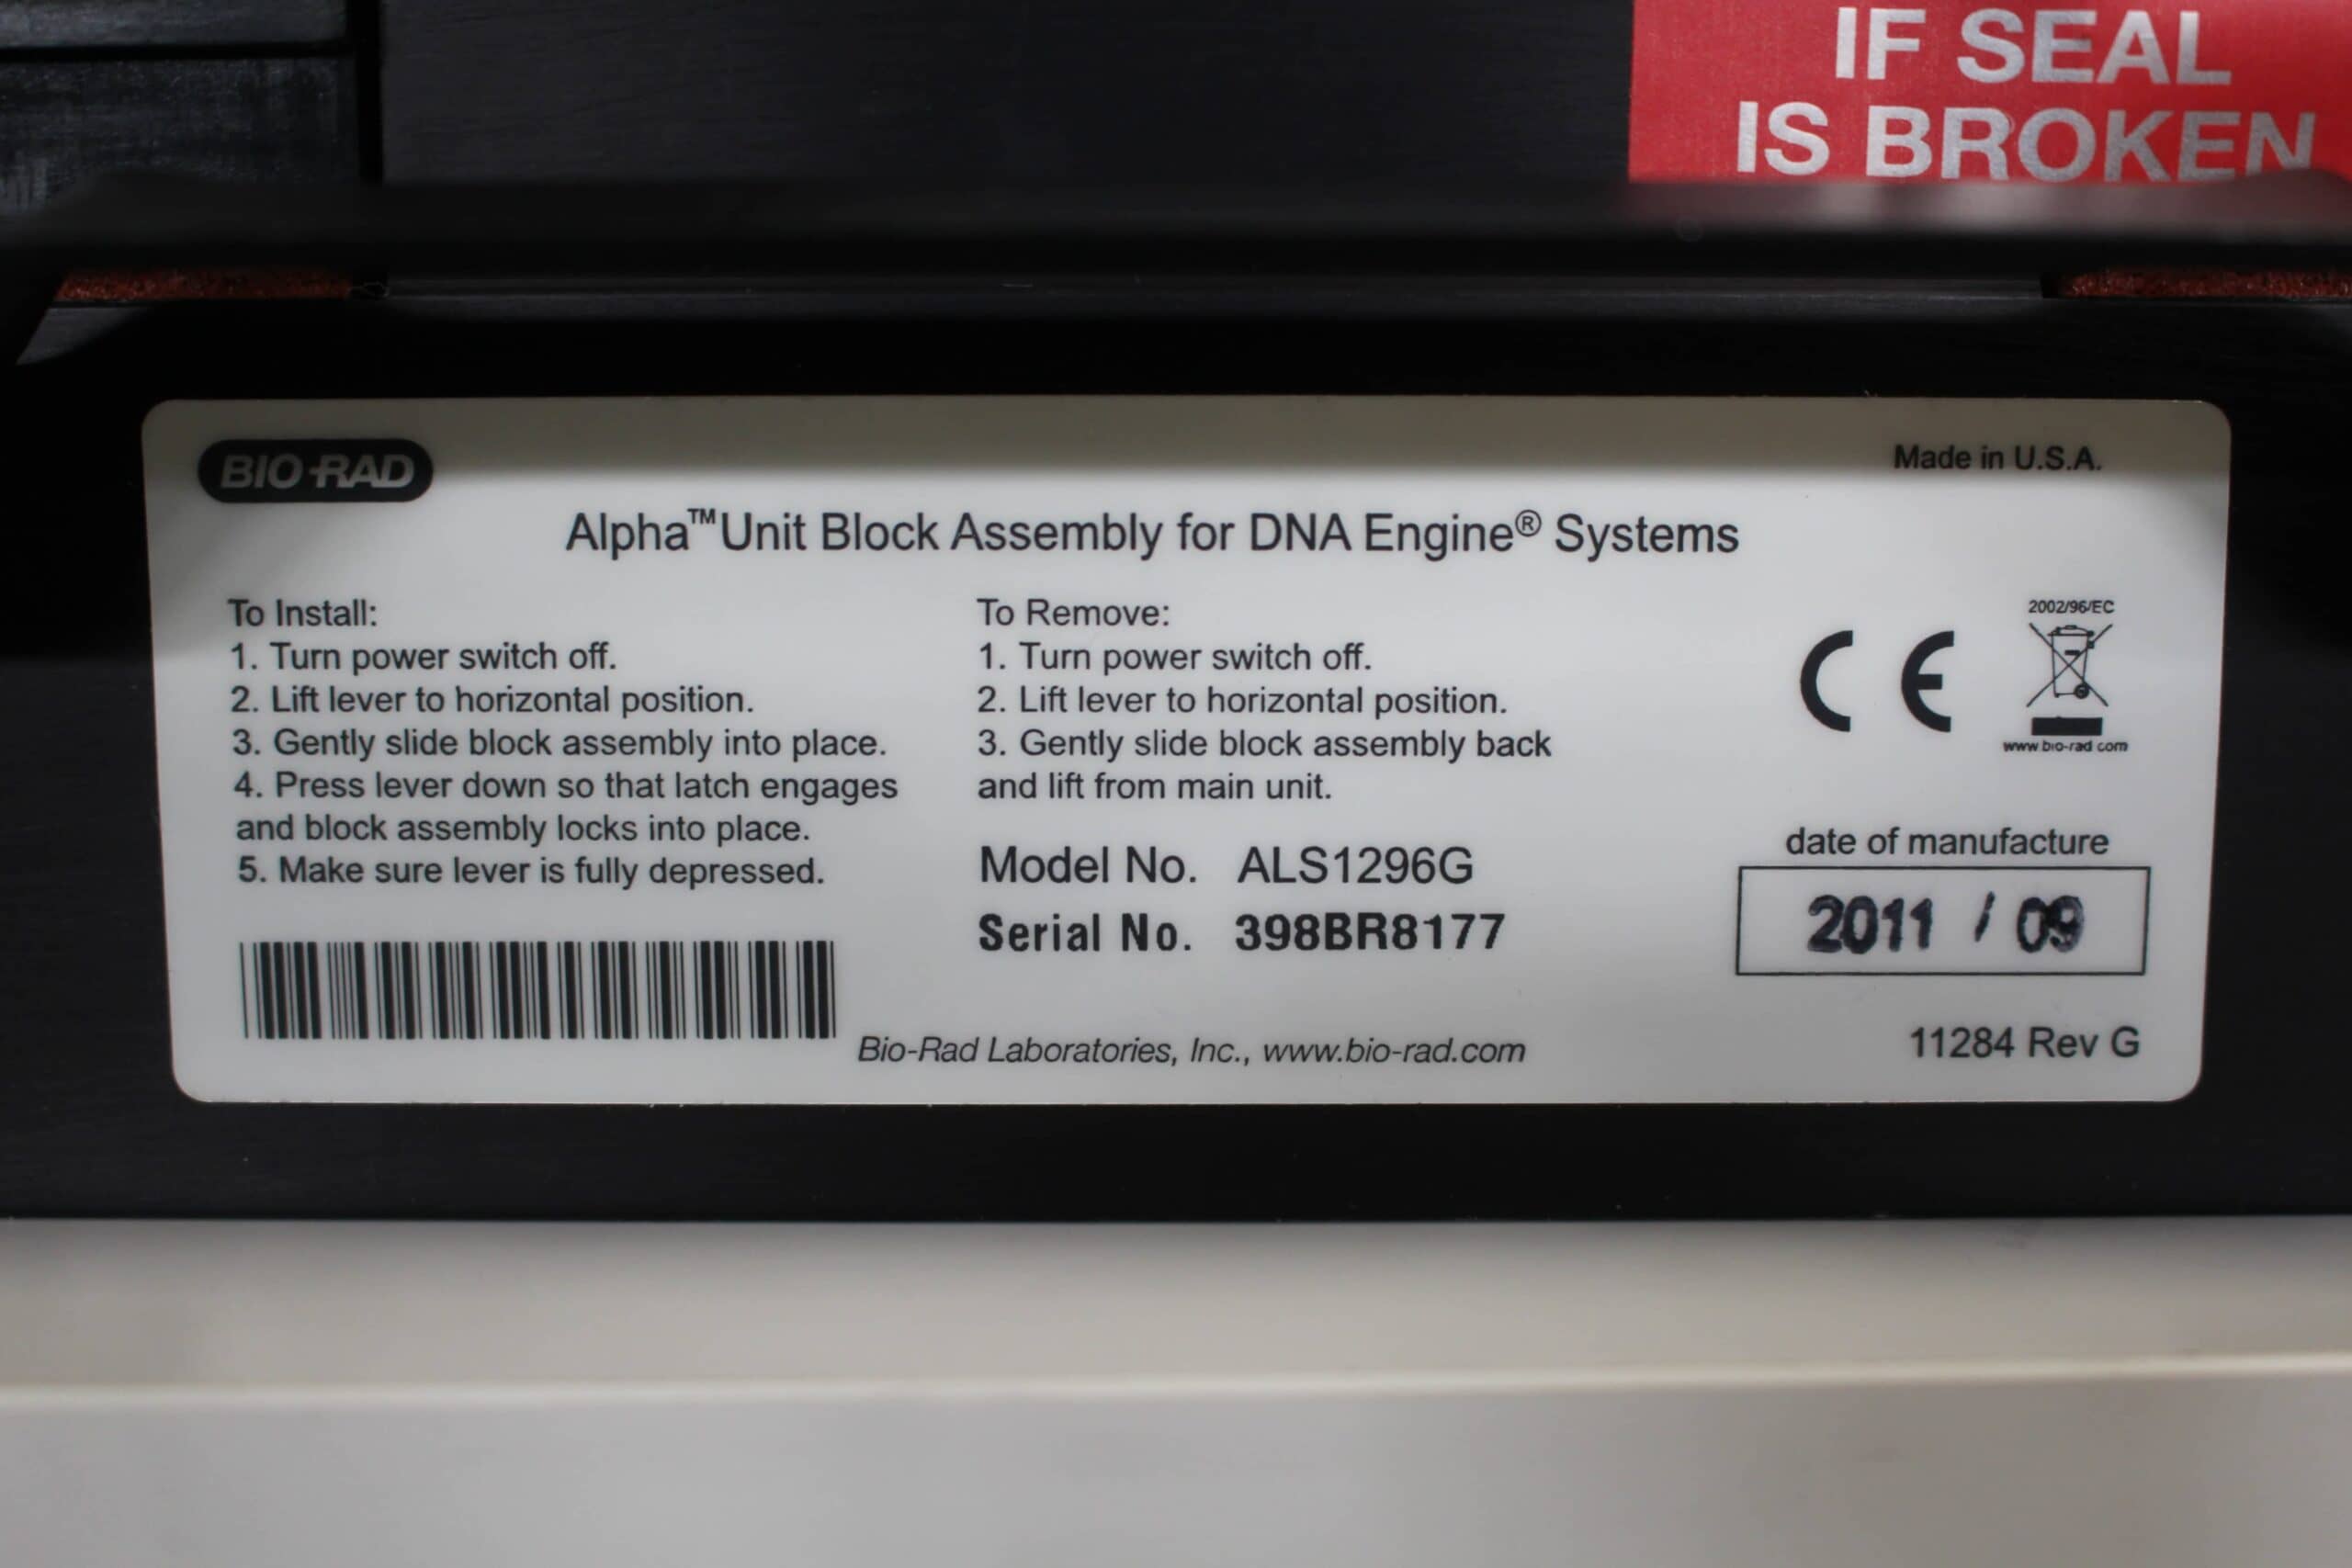 IF SEAL
IS BROKEN
BIO-RAD
Made in U.S.A.
Alpha™ Unit Block Assembly for DNA Engine® Systems
To Install:
1. Turn power switch off.
2. Lift lever to horizontal position.
3. Gently slide block assembly into place.
4. Press lever down so that latch engages
and block assembly locks into place.
5. Make sure lever is fully depressed.
To Remove:
1. Turn power switch off.
2. Lift lever to horizontal position.
3. Gently slide block assembly back
and lift from main unit.
Model No. ALS1296G
Serial No. 398BR8177
2002/96/EC
CE
www.bio-rad com
date of manufacture
2011 / 09
Bio-Rad Laboratories, Inc., www.bio-rad.com
11284 Rev G